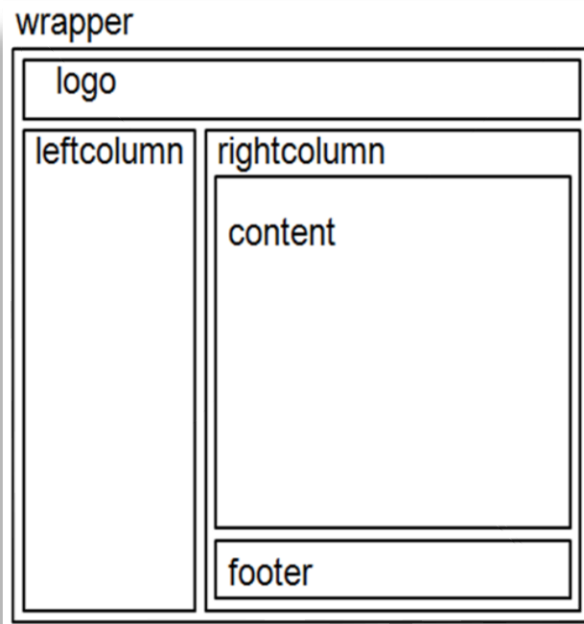 wrapper
logo
leftcolumn
rightcolumn
content
footer